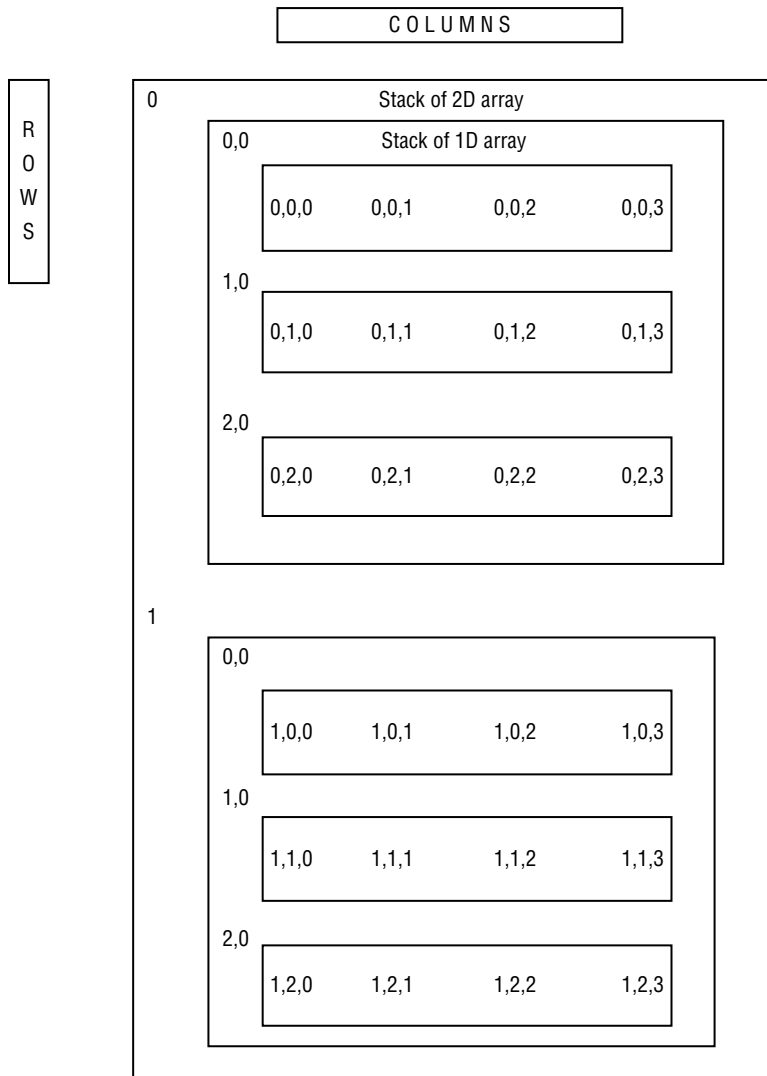 COLUMNS
R
O
W
S
0 Stack of 2D array
0,0 Stack of 1D array
0,0,0 0,0,1 0,0,2 0,0,3
1,0
0,1,0 0,1,1 0,1,2 0,1,3
2,0
0,2,0 0,2,1 0,2,2 0,2,3
1
0,0
1,0,0 1,0,1 1,0,2 1,0,3
1,0
1,1,0 1,1,1 1,1,2 1,1,3
2,0
1,2,0 1,2,1 1,2,2 1,2,3